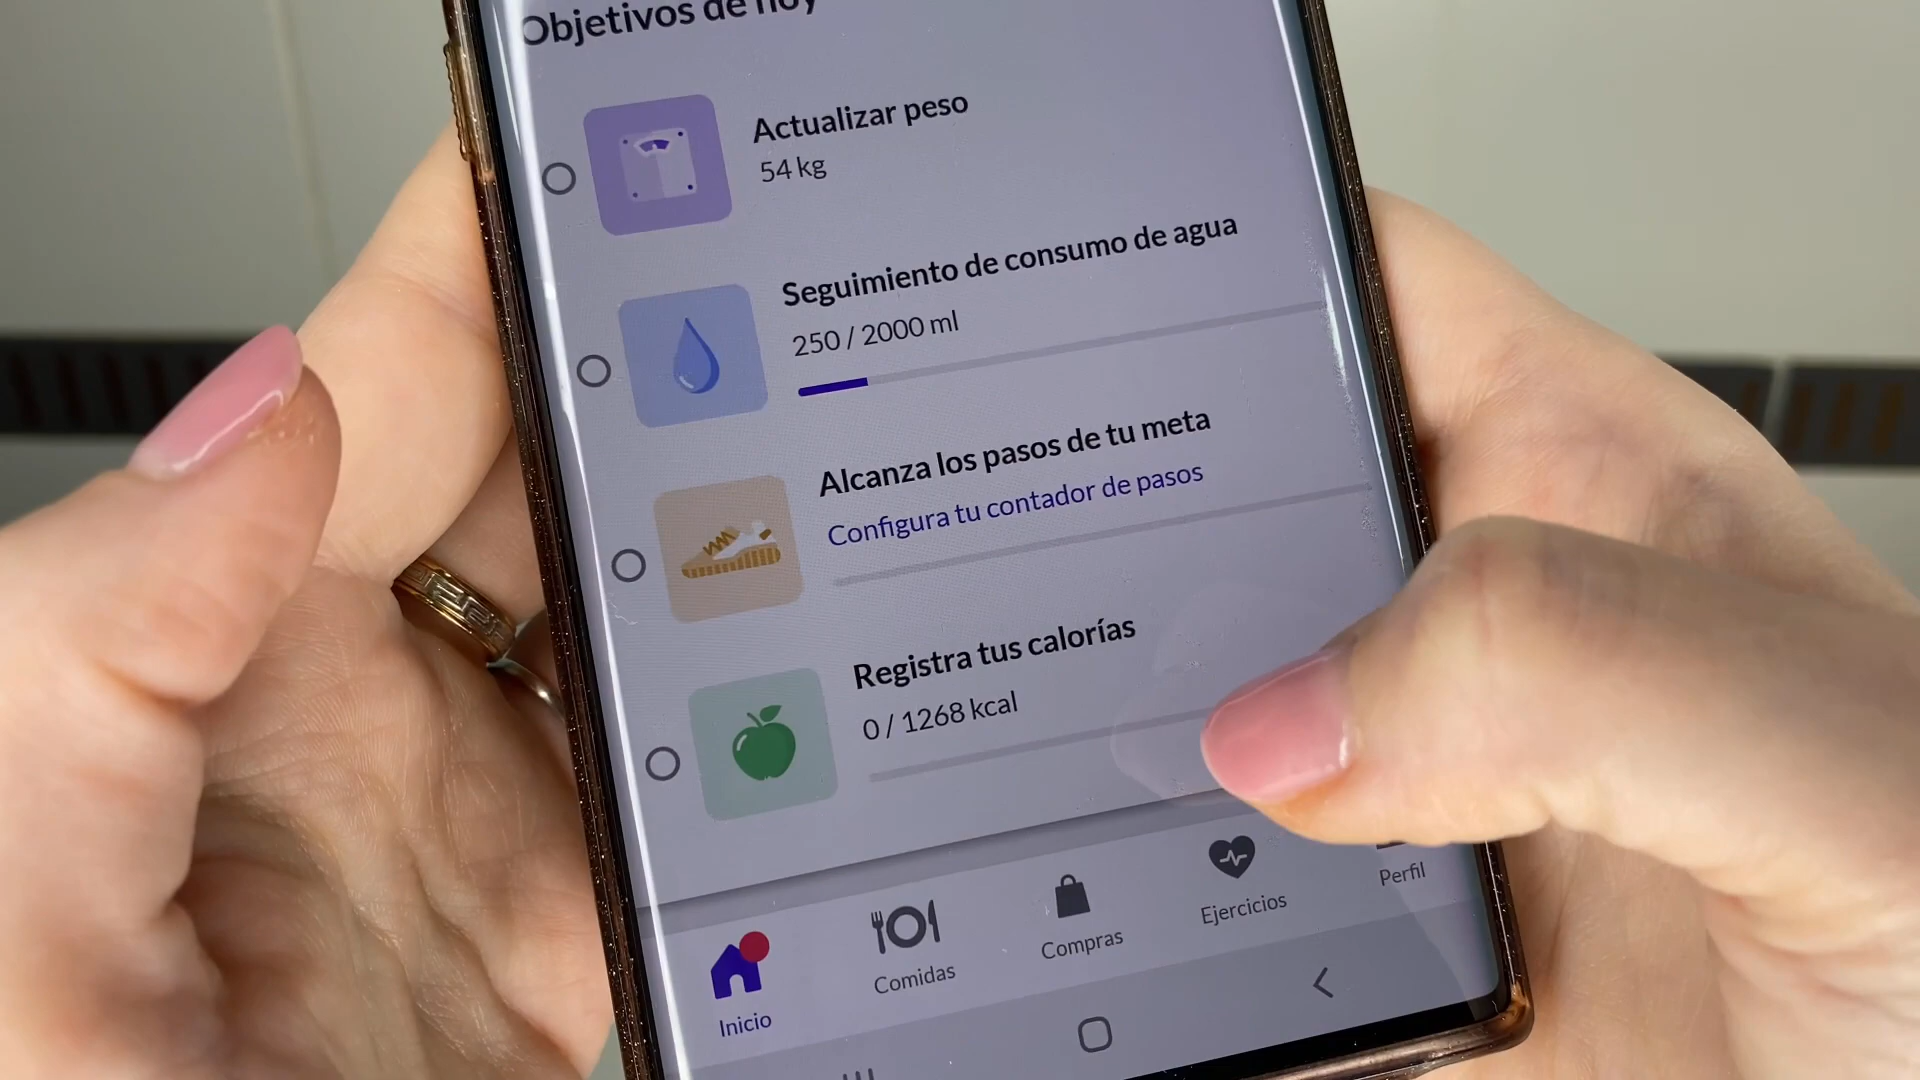 Objetivos de hoy
Actualizar peso
54 kg
Seguimiento de consumo de agua
250 / 2000 ml
Alcanza los pasos de tu meta
Configura tu contador de pasos
Registra tus calorías
0 / 1268 kcal
Inicio
Comidas
Compras
Ejercicios
Perfil